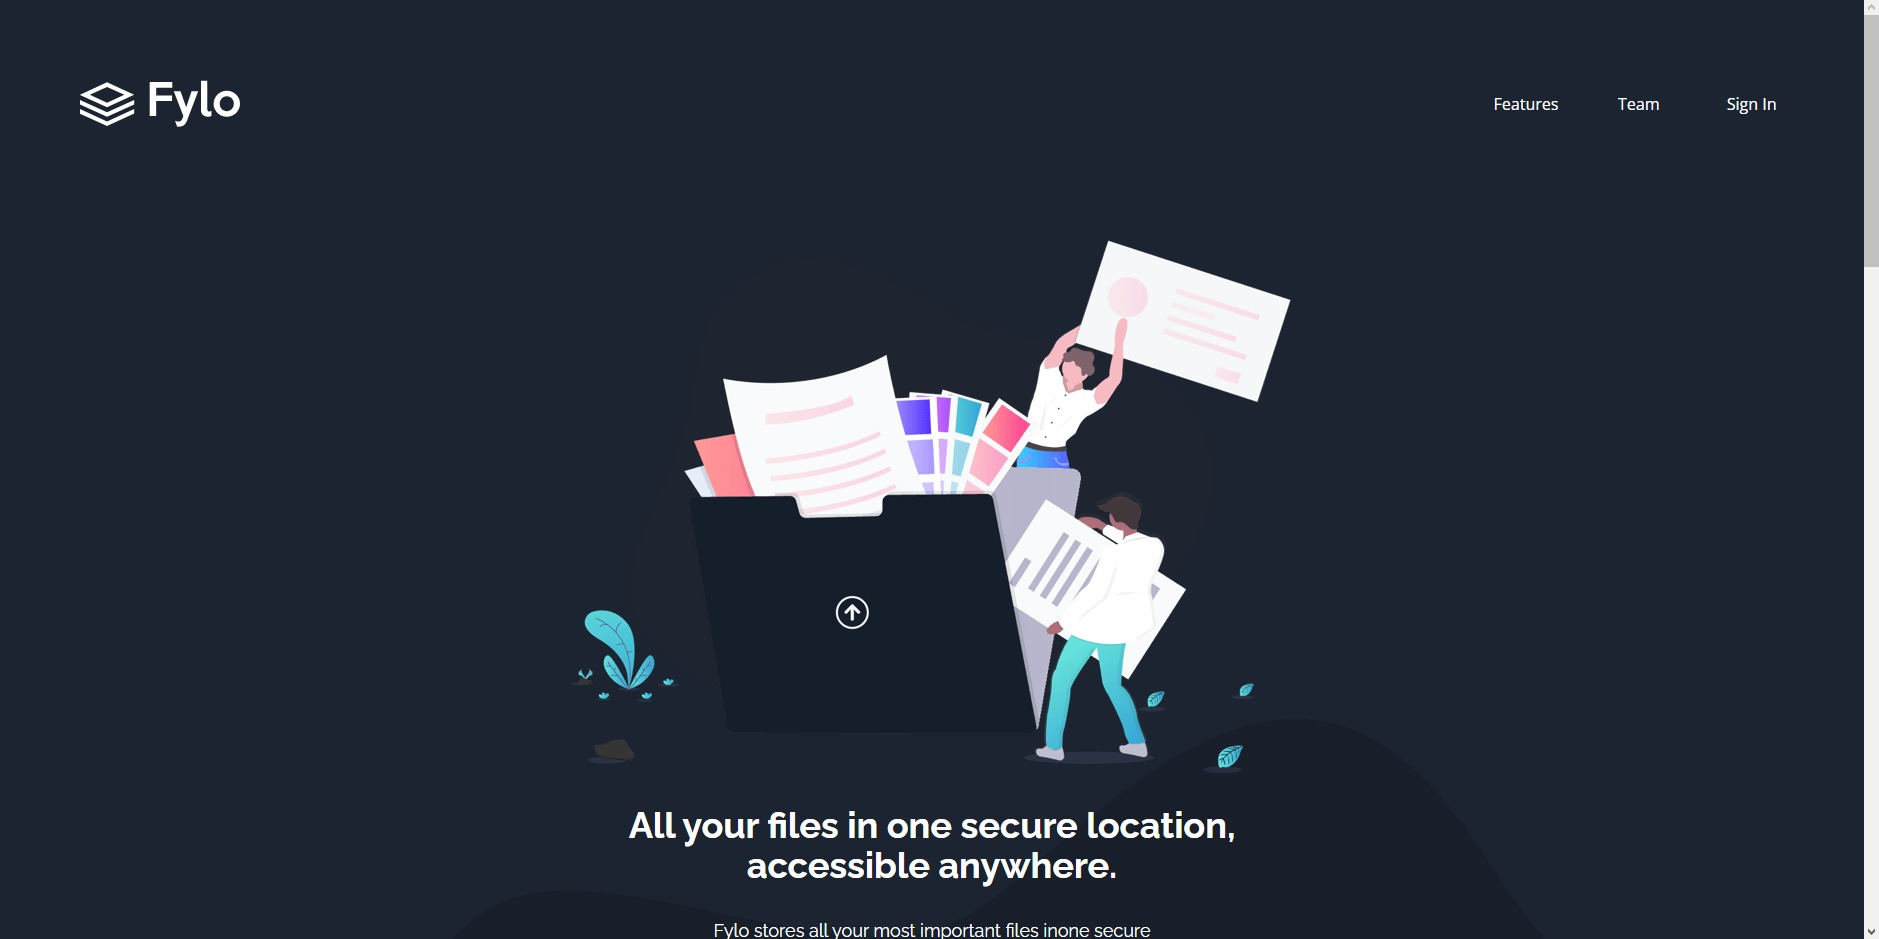 Fylo
Features
Team
Sign In
All your files in one secure location,
accessible anywhere.
Fylo stores all your most important files inone secure